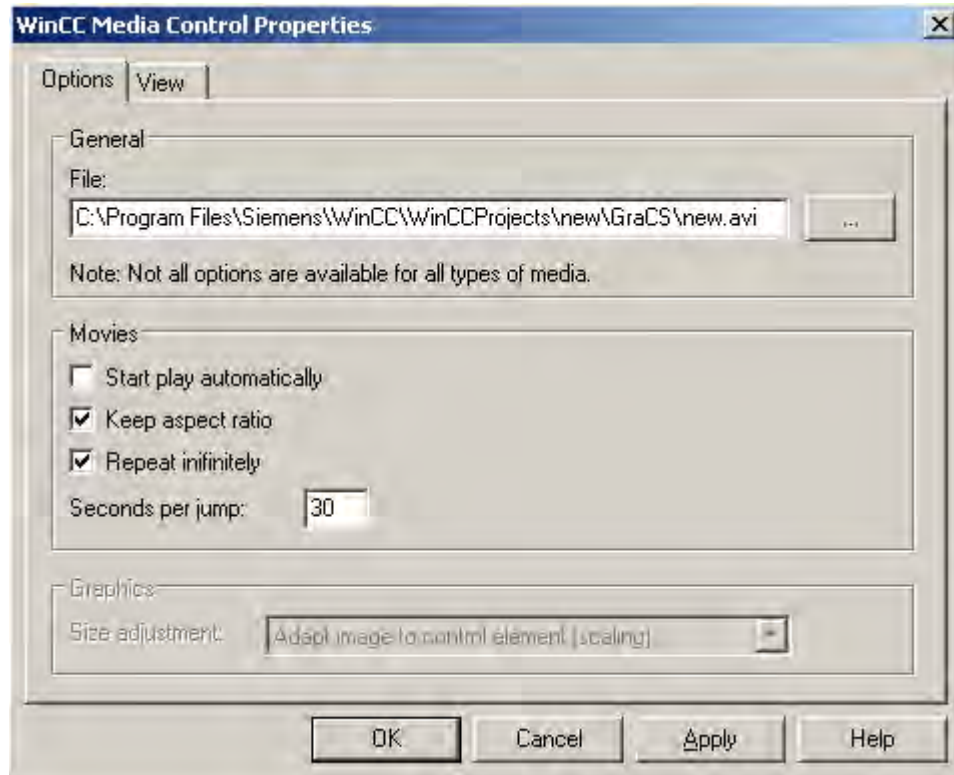 WinCC Media Control Properties
Options View
General
File:
C:\Program Files\Siemens\WinCC\WinCCProjects\new\GraCS\new.avi ...
Note: Not all options are available for all types of media.
Movies
Start play automatically
Keep aspect ratio
Repeat inifinitely
Seconds per jump: 30
Graphics
Size adjustment: Adapt image to control element (scaling)
OK Cancel Apply Help